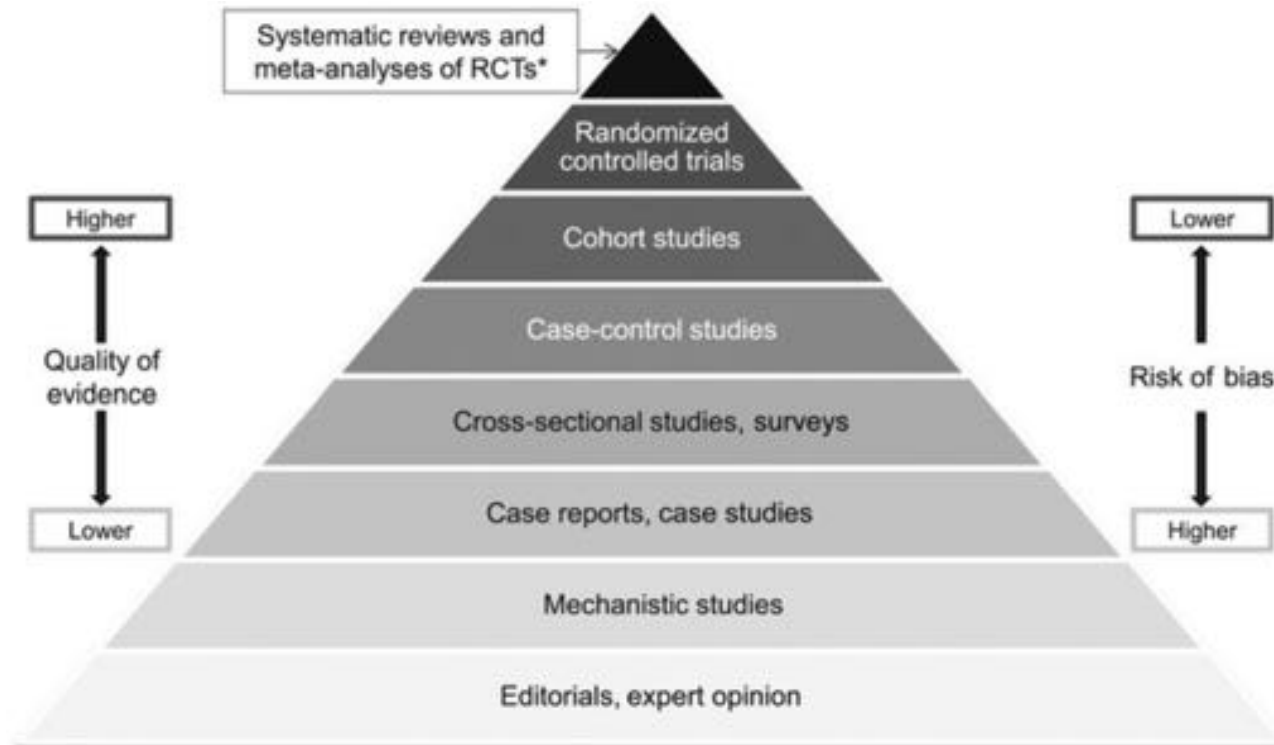 Systematic reviews and
meta-analyses of RCTs*
Randomized
controlled trials
Higher
Lower
Cohort studies
Case-control studies
Quality of
evidence
Risk of bias
Cross-sectional studies, surveys
Case reports, case studies
Lower
Higher
Mechanistic studies
Editorials, expert opinion